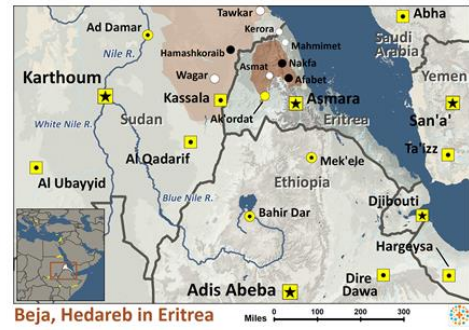 Tawkar
Kerora
Abha
Ad Damar
Hamashkoraib
Mahmimet
Saudi
Arabia
Nile R.
Asmat
Nakfa
Afabet
Karthoum
Wagar
Yemen
Kassala
Asmara
San'a'
White Nile R.
Sudan
Ak'ordat
Eritrea
Ta'izz
Al Qadarif
Mek'ele
Al Ubayyid
Ethiopia
Djibouti
Blue Nile R.
Bahir Dar
Hargeysa
Adis Abeba
Dire
Dawa
Beja, Hedareb in Eritrea
Miles 0 100 200 300